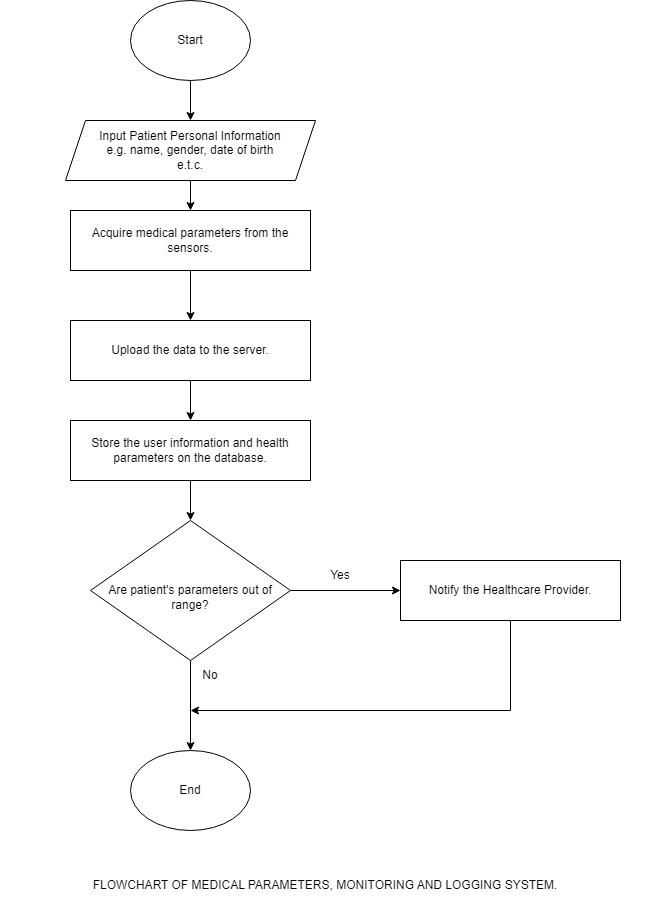 Start
Input Patient Personal Information
e.g. name, gender, date of birth
e.t.c.
Acquire medical parameters from the
sensors.
Upload the data to the server.
Store the user information and health
parameters on the database.
Are patient's parameters out of
range?
Yes
Notify the Healthcare Provider.
No
End
FLOWCHART OF MEDICAL PARAMETERS, MONITORING AND LOGGING SYSTEM.